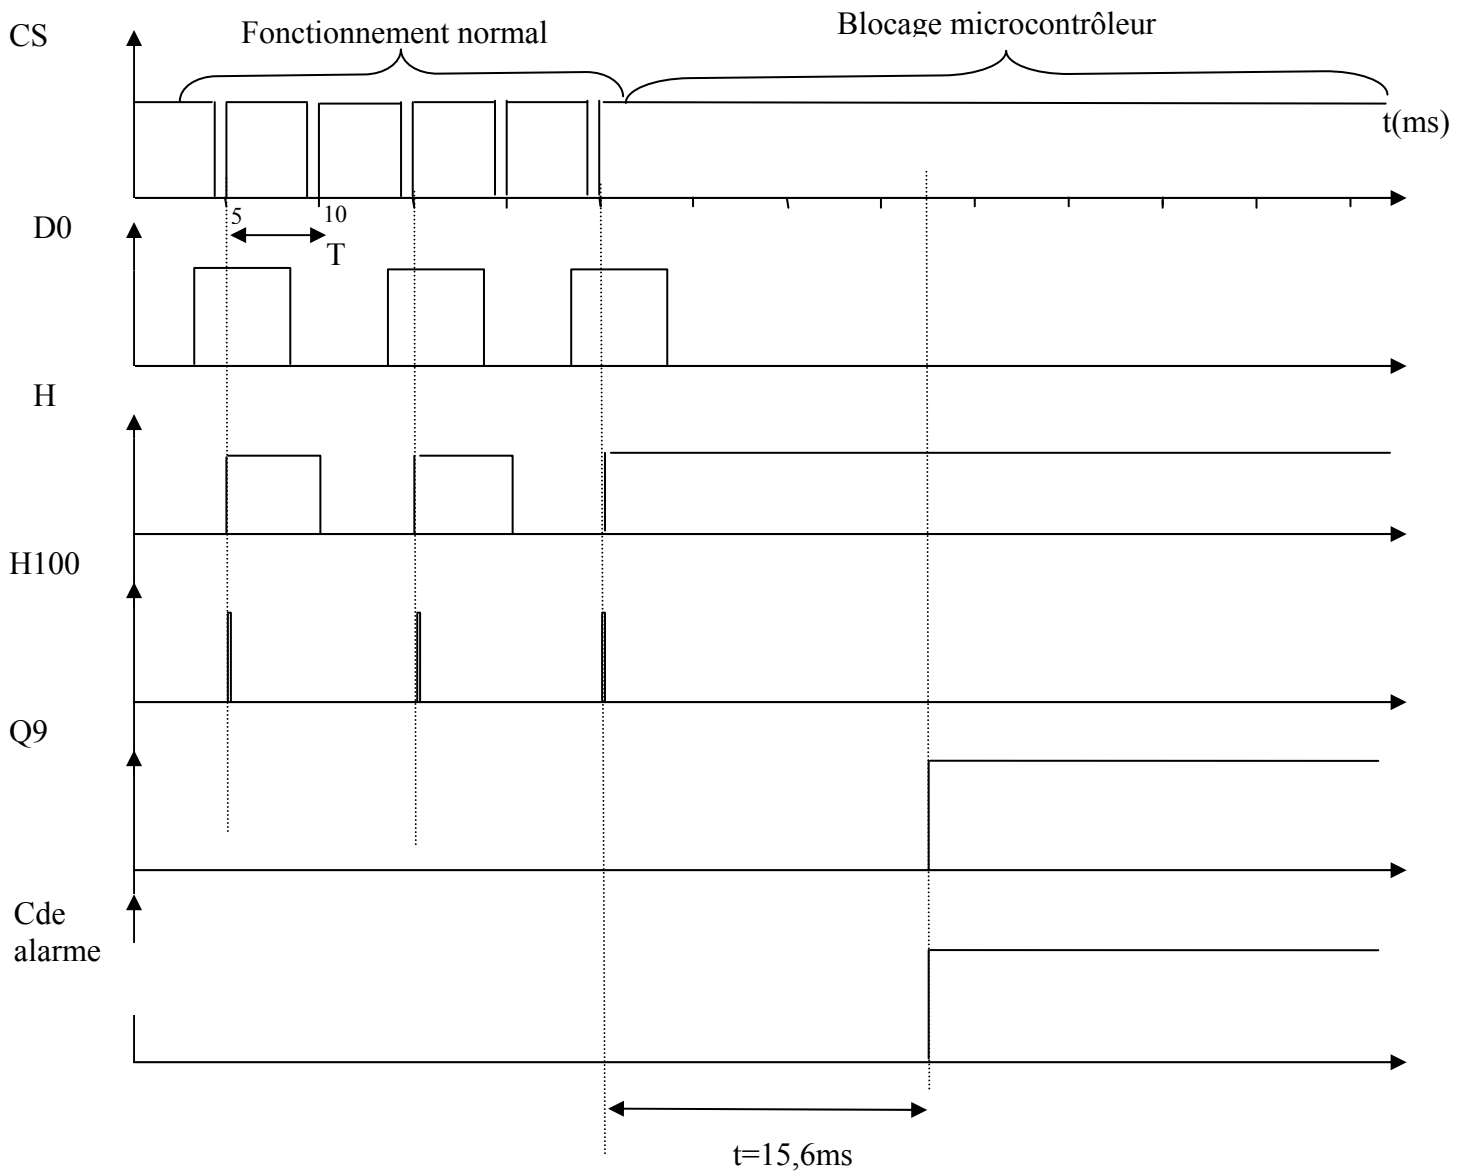 CS
Fonctionnement normal
Blocage microcontrôleur
t(ms)
5
10
T
D0
H
H100
Q9
Cde
alarme
t=15,6ms